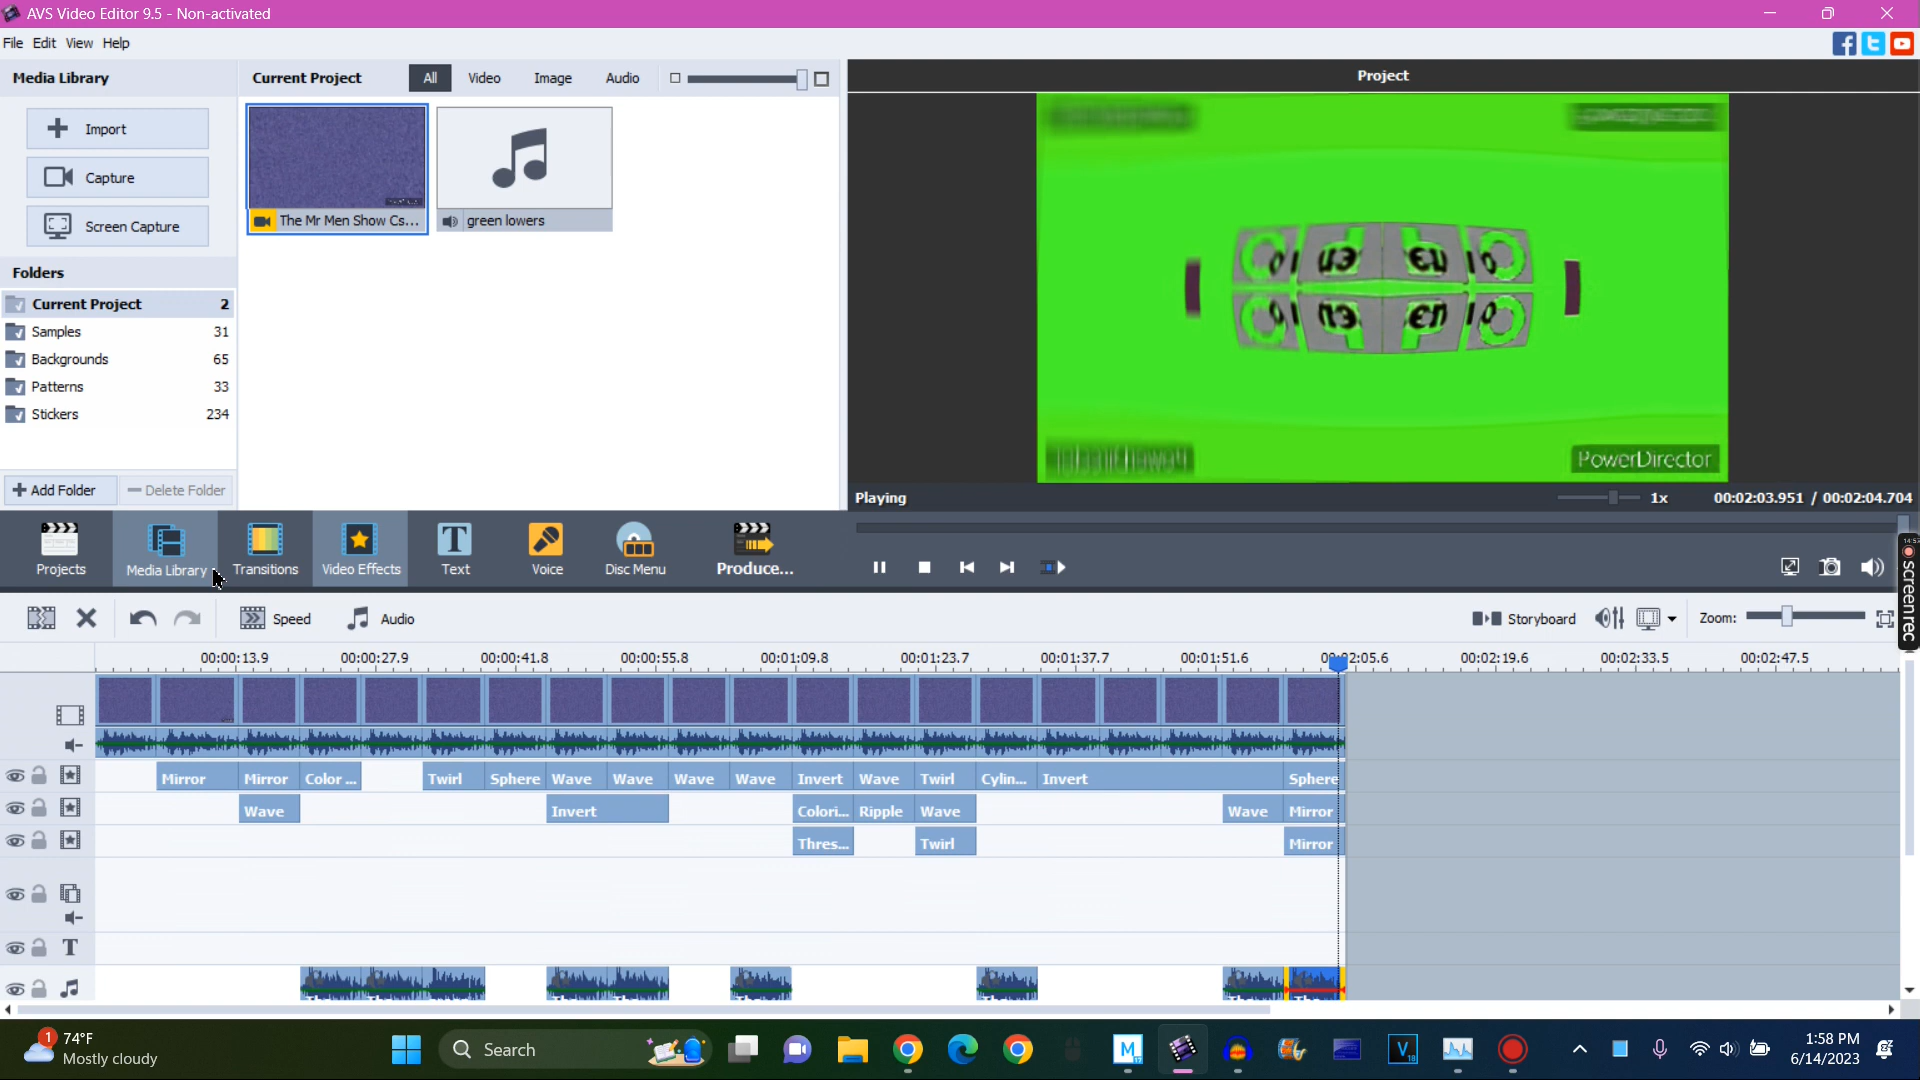 AVS Video Editor 9.5 - Non-activated
File Edit View Help
Media Library
Current Project All Video Image Audio
Project
Import
Capture
Screen Capture
The Mr Men Show Cs...
green lowers
Folders
Current Project 2
Samples 31
Backgrounds 65
Patterns 33
Stickers 234
Add Folder Delete Folder
PowerDirector
Playing 1x 00:02:03.951 / 00:02:04.704
Projects Media Library Transitions Video Effects Text Voice Disc Menu Produce...
screenrec
Speed Audio Storyboard Zoom:
00:00:13.9 00:00:27.9 00:00:41.8 00:00:55.8 00:01:09.8 00:01:23.7 00:01:37.7 00:01:51.6 00:02:05.6 00:02:19.6 00:02:33.5 00:02:47.5
Mirror Mirror Color ... Twirl Sphere Wave Wave Wave Wave Invert Wave Twirl Cylin... Invert Sphere
Wave Invert Colori... Ripple Wave Wave Mirror
Thres... Twirl Mirror
T
1 74°F
Mostly cloudy
Search
1:58 PM
6/14/2023